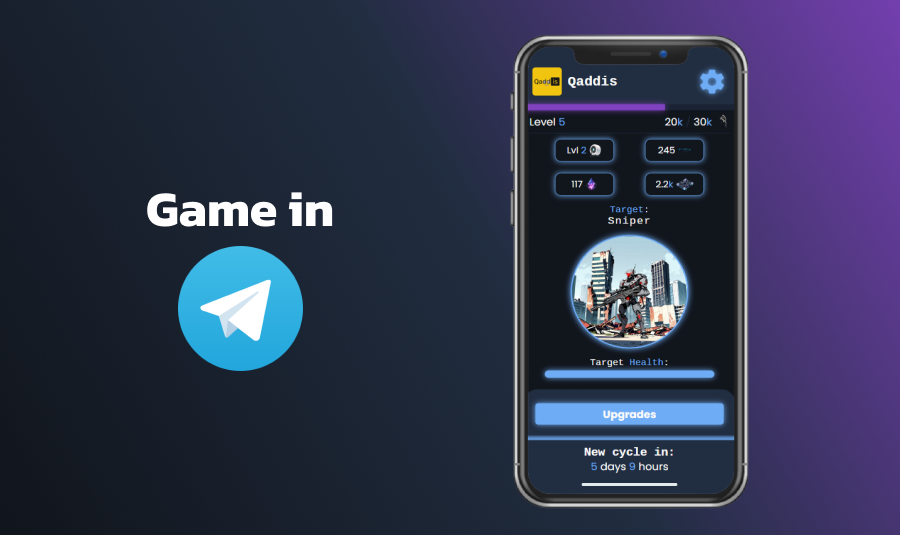 Game in
Qaddis
Qaddis
Level 5
20k / 30k
Lvl 2
245
117
2.2k
Target:
Sniper
Target Health:
Upgrades
New cycle in:
5 days 9 hours